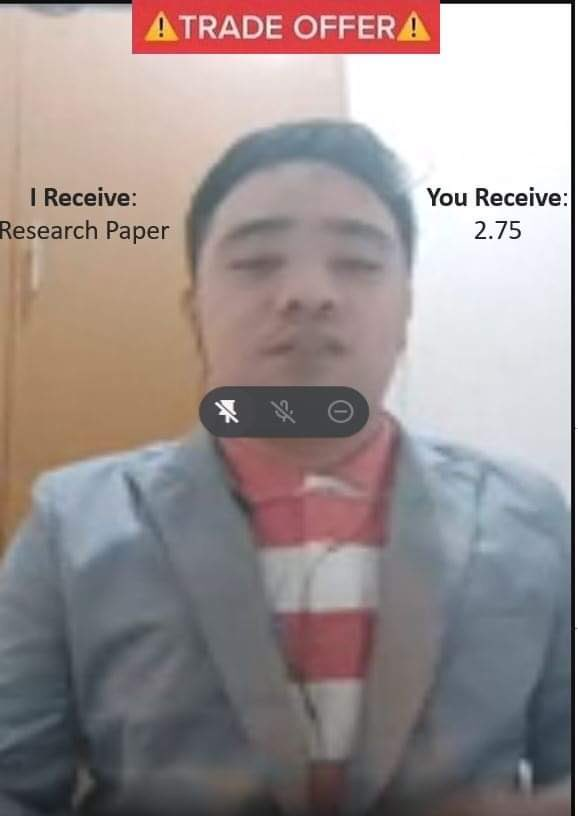 ⚠TRADE OFFER⚠
I Receive:
Research Paper
You Receive:
2.75